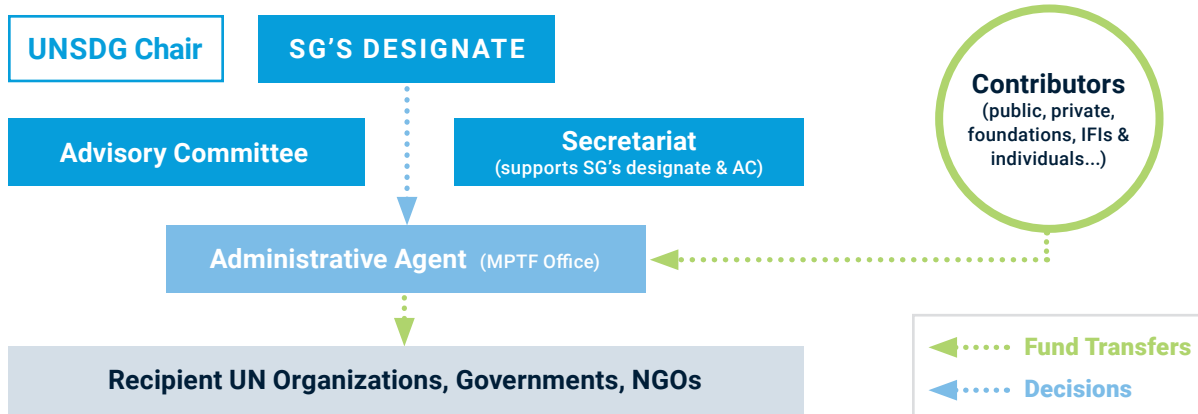 UNSDG Chair
SG’S DESIGNATE
Advisory Committee
Secretariat
(supports SG’s designate & AC)
Contributors
(public, private,
foundations, IFIs &
individuals...)
Administrative Agent (MPTF Office)
Recipient UN Organizations, Governments, NGOs
Fund Transfers
Decisions